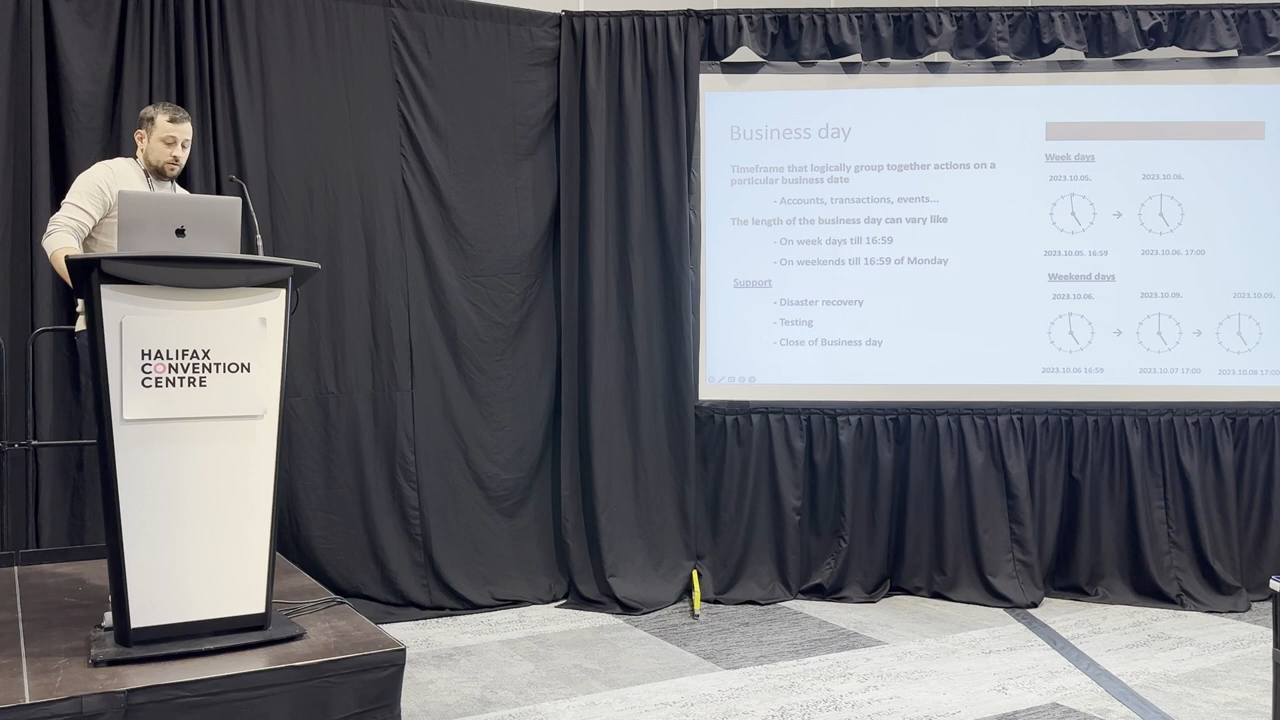 HALIFAX
CONVENTION
CENTRE
Business day
Timeframe that logically group together actions on a
particular business date
- Accounts, transactions, events...
The length of the business day can vary like
- On week days till 16:59
- On weekends till 16:59 of Monday
Support
- Disaster recovery
- Testing
- Close of Business day
Week days
2023.10.05. 2023.10.06.
2023.10.05. 16:59 2023.10.06. 17:00
Weekend days
2023.10.06. 2023.10.09. 2023.10.09.
2023.10.06 16:59 2023.10.07 17:00 2023.10.08 17:00